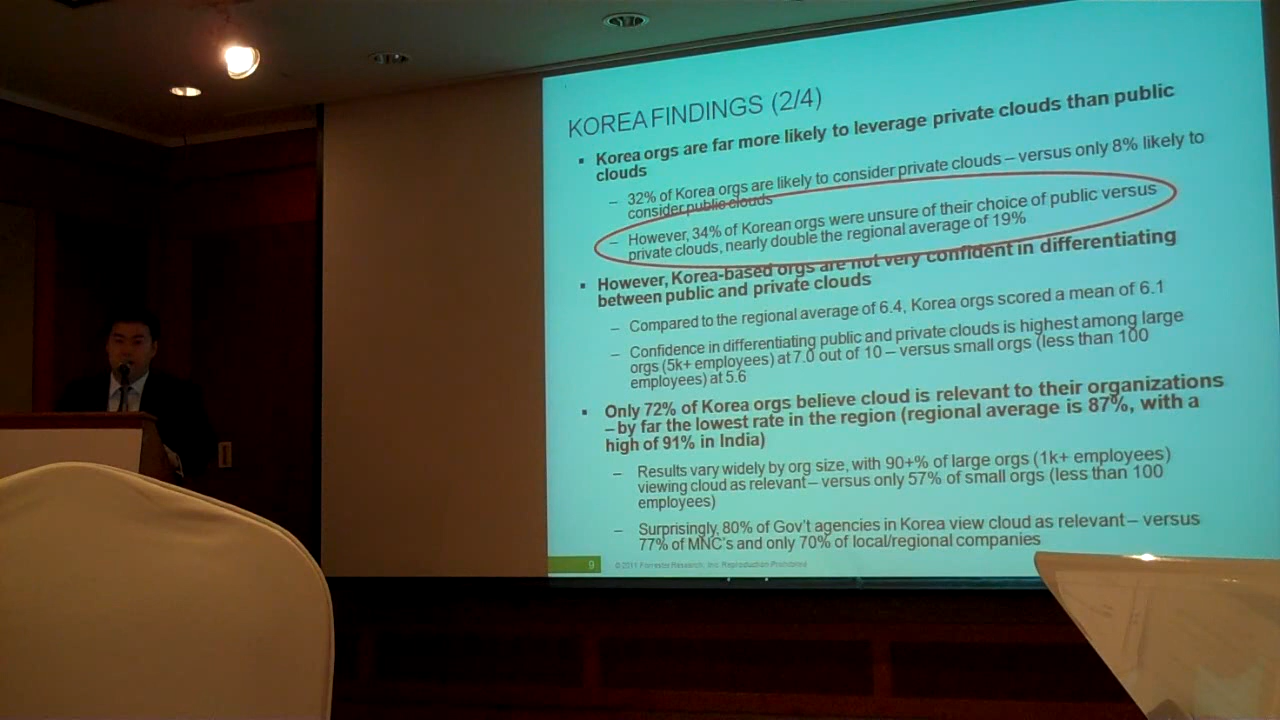 KOREA FINDINGS (2/4)
▪ Korea orgs are far more likely to leverage private clouds than public
clouds
– 32% of Korea orgs are likely to consider private clouds – versus only 8% likely to
consider public clouds
– However, 34% of Korean orgs were unsure of their choice of public versus
private clouds, nearly double the regional average of 19%
▪ However, Korea-based orgs are not very confident in differentiating
between public and private clouds
– Compared to the regional average of 6.4, Korea orgs scored a mean of 6.1
– Confidence in differentiating public and private clouds is highest among large
orgs (5k+ employees) at 7.0 out of 10 – versus small orgs (less than 100
employees) at 5.6
▪ Only 72% of Korea orgs believe cloud is relevant to their organizations
– by far the lowest rate in the region (regional average is 87%, with a
high of 91% in India)
– Results vary widely by org size, with 90+% of large orgs (1k+ employees)
viewing cloud as relevant – versus only 57% of small orgs (less than 100
employees)
– Surprisingly, 80% of Gov't agencies in Korea view cloud as relevant – versus
77% of MNC's and only 70% of local/regional companies
9
© 2011 Forrester Research, Inc. Reproduction Prohibited